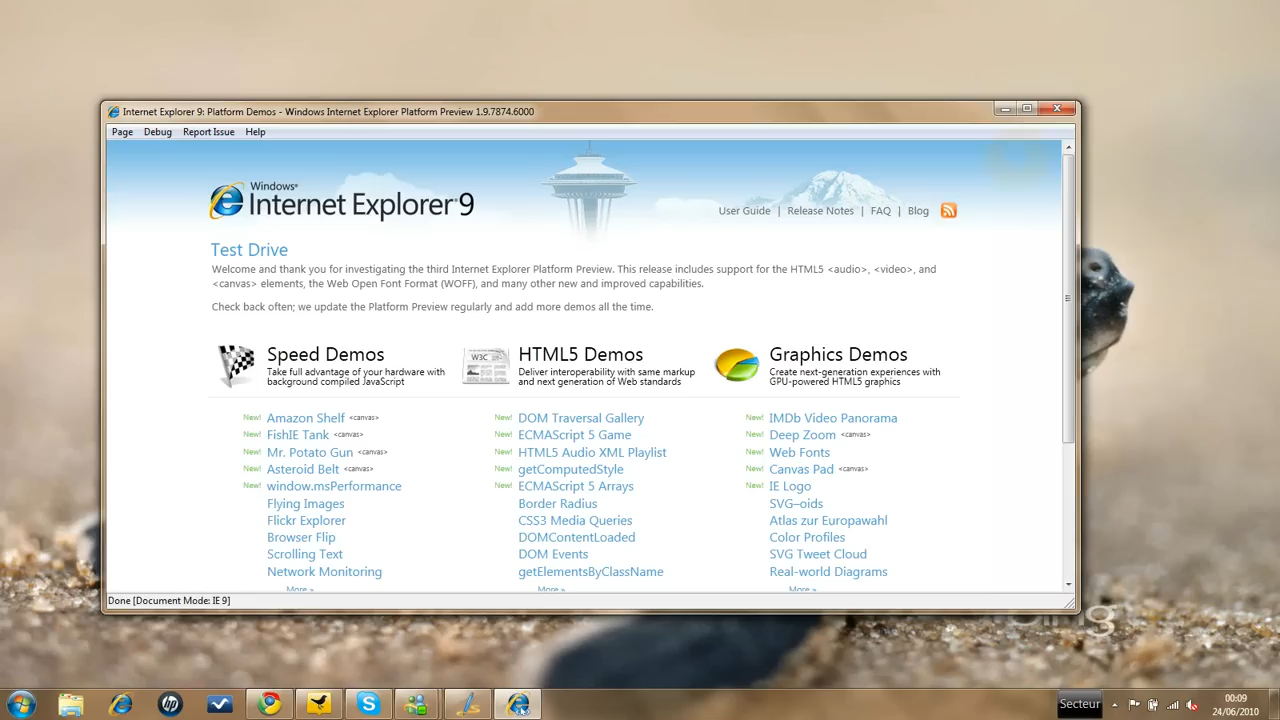 Internet Explorer 9: Platform Demos - Windows Internet Explorer Platform Preview 1.9.7874.6000
Page Debug Report Issue Help
Windows®
Internet Explorer® 9
User Guide | Release Notes | FAQ | Blog
Test Drive
Welcome and thank you for investigating the third Internet Explorer Platform Preview. This release includes support for the HTML5 <audio>, <video>, and
<canvas> elements, the Web Open Font Format (WOFF), and many other new and improved capabilities.
Check back often; we update the Platform Preview regularly and add more demos all the time.
Speed Demos
Take full advantage of your hardware with
background compiled JavaScript
New! Amazon Shelf <canvas>
New! FishIE Tank <canvas>
New! Mr. Potato Gun <canvas>
New! Asteroid Belt <canvas>
New! window.msPerformance
Flying Images
Flickr Explorer
Browser Flip
Scrolling Text
Network Monitoring
More »
W3C
HTML5 Demos
Deliver interoperability with same markup
and next generation of Web standards
New! DOM Traversal Gallery
New! ECMAScript 5 Game
New! HTML5 Audio XML Playlist
New! getComputedStyle
New! ECMAScript 5 Arrays
Border Radius
CSS3 Media Queries
DOMContentLoaded
DOM Events
getElementsByClassName
More »
Graphics Demos
Create next-generation experiences with
GPU-powered HTML5 graphics
New! IMDb Video Panorama
New! Deep Zoom <canvas>
New! Web Fonts
New! Canvas Pad <canvas>
New! IE Logo
SVG-oids
Atlas zur Europawahl
Color Profiles
SVG Tweet Cloud
Real-world Diagrams
More »
Done [Document Mode: IE9]
hp
Secteur
00:09
24/06/2010